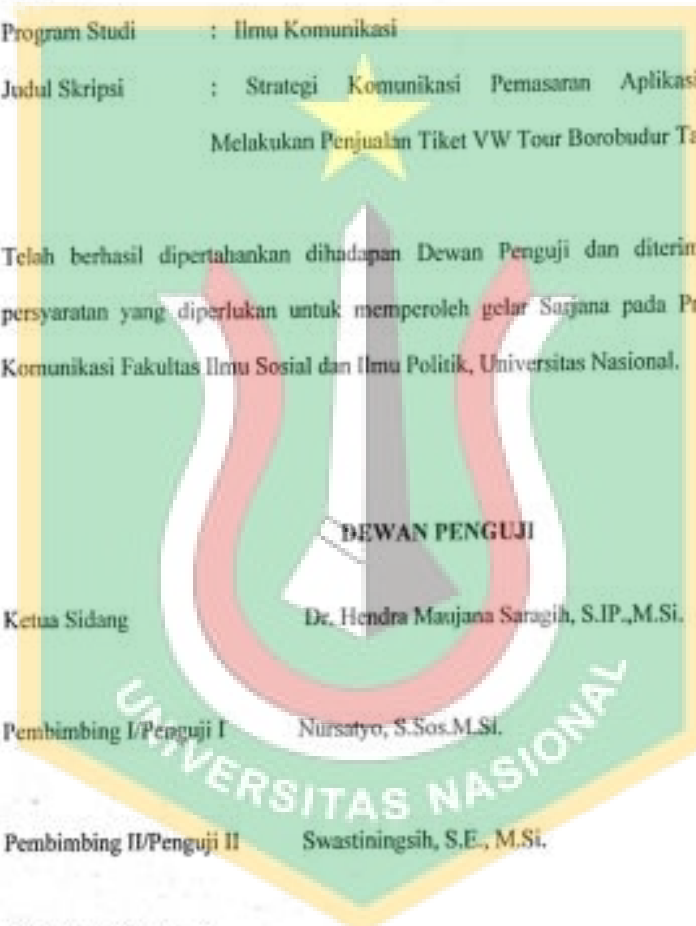 Program Studi : Ilmu Komunikasi
Judul Skripsi : Strategi Komunikasi Pemasaran Aplikasi
Melakukan Penjualan Tiket VW Tour Borobudur Ta
Telah berhasil dipertahankan dihadapan Dewan Penguji dan diterim
persyaratan yang diperlukan untuk memperoleh gelar Sarjana pada Pr
Komunikasi Fakultas Ilmu Sosial dan Ilmu Politik, Universitas Nasional.
DEWAN PENGUJI
Ketua Sidang Dr. Hendra Maujana Saragih, S.IP.,M.Si.
Pembimbing I/Penguji I Nursatyo, S.Sos.M.Si.
UNIVERSITAS NASIONAL
Pembimbing II/Penguji II Swastiningsih, S.E., M.Si.